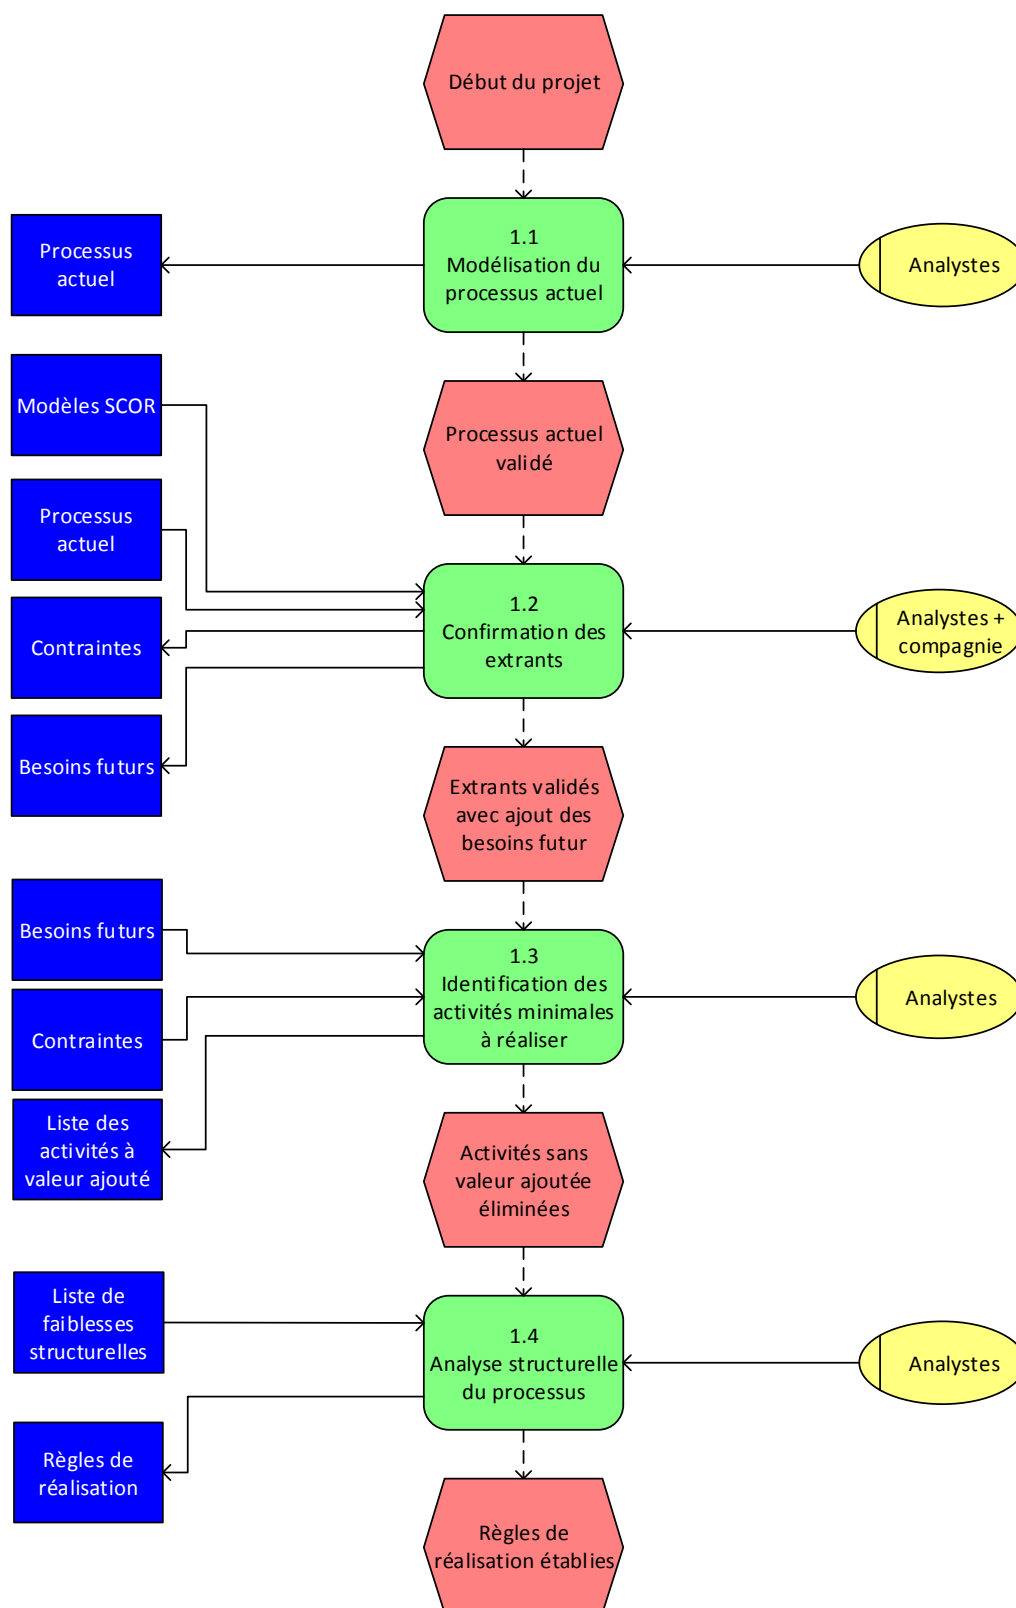 Début du projet
1.1
Modélisation du
processus actuel
Processus
actuel
Analystes
Modèles SCOR
Processus actuel
validé
Processus
actuel
1.2
Confirmation des
extrants
Contraintes
Analystes +
compagnie
Besoins futurs
Extrants validés
avec ajout des
besoins futur
Besoins futurs
1.3
Identification des
activités minimales
à réaliser
Analystes
Contraintes
Liste des
activités à
valeur ajouté
Activités sans
valeur ajoutée
éliminées
Liste de
faiblesses
structurelles
1.4
Analyse structurelle
du processus
Analystes
Règles de
réalisation
Règles de
réalisation établies